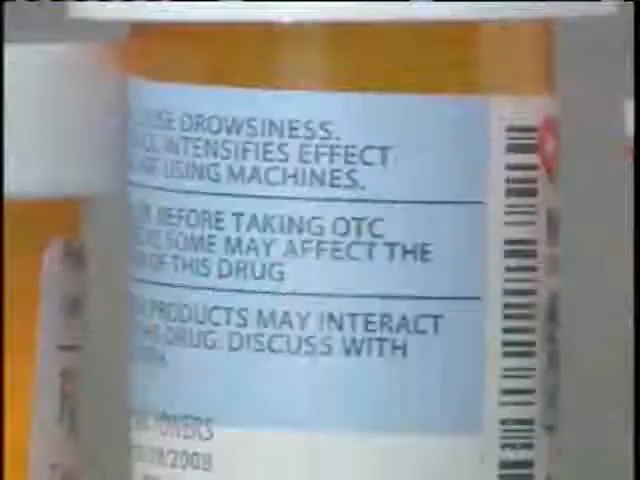 USE DROWSINESS.
INTENSIFIES EFFECT
USING MACHINES.
BEFORE TAKING OTC
SOME MAY AFFECT THE
OF THIS DRUG
PRODUCTS MAY INTERACT
DRUG. DISCUSS WITH
2008